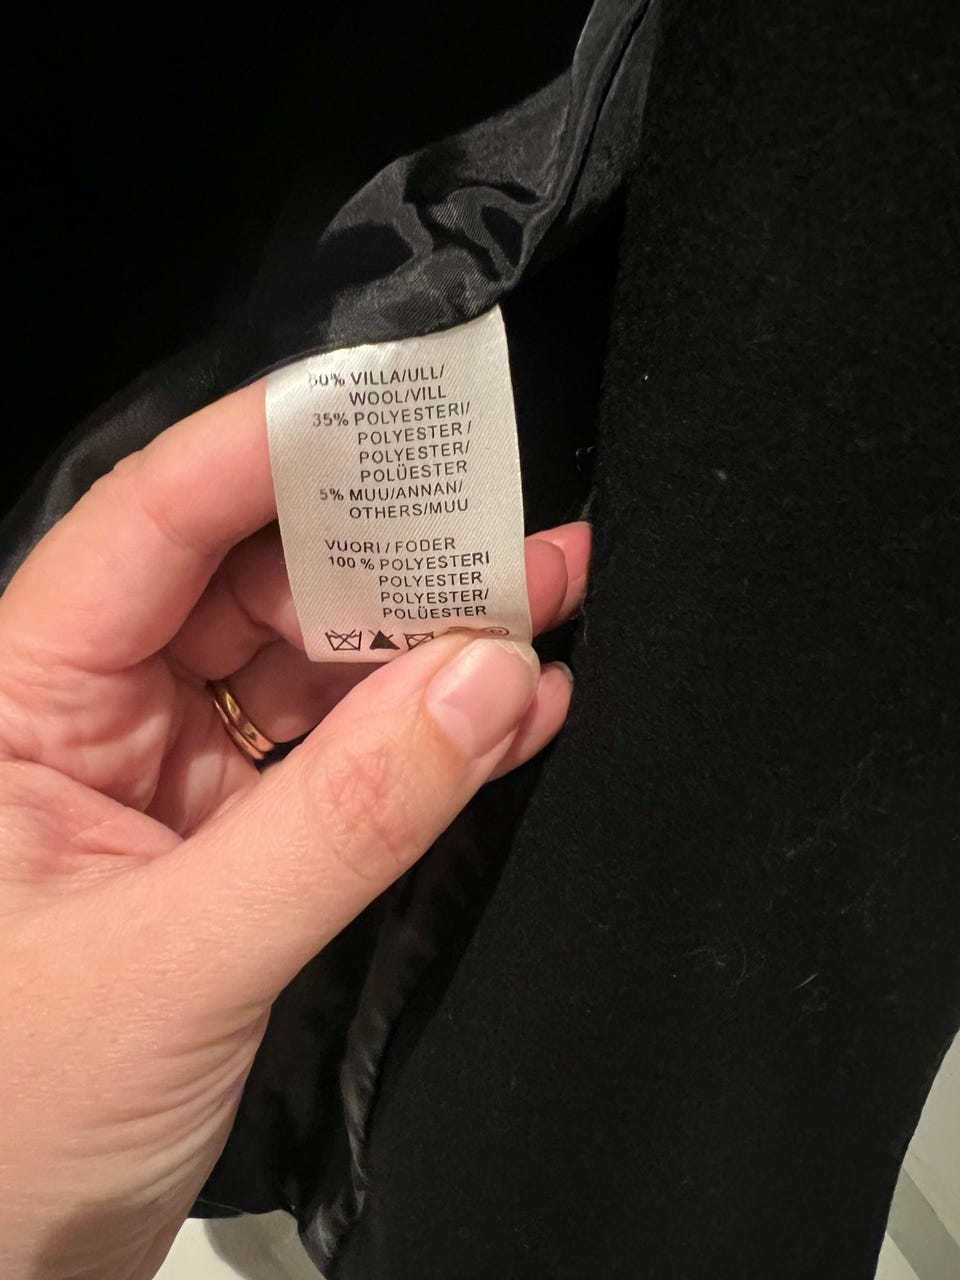 60% VILLA/ULL/
WOOL/VILL
35% POLYESTERI/
POLYESTER/
POLYESTER/
POLÜESTER
5% MUU/ANNAN/
OTHERS/MUU
VUORI / FODER
100 % POLYESTERI
POLYESTER
POLYESTER/
POLÜESTER